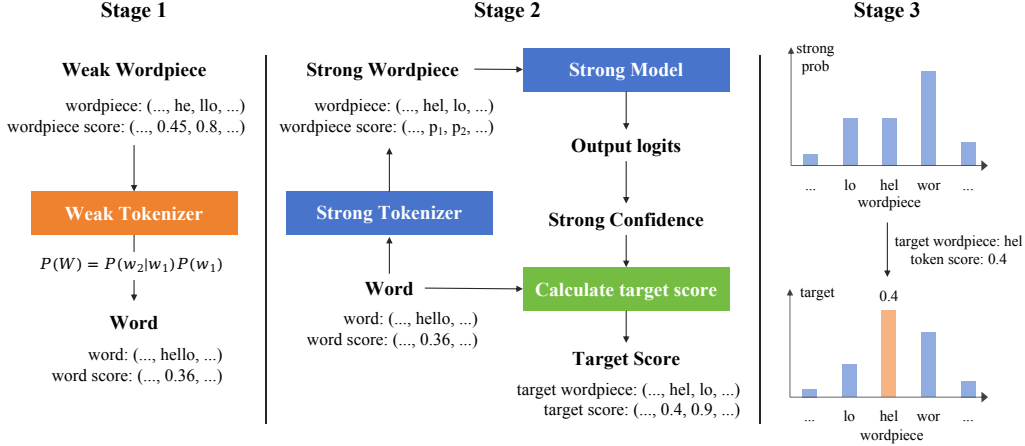 Stage 1
Weak Wordpiece
wordpiece: (..., he, llo, ...)
wordpiece score: (..., 0.45, 0.8, ...)
Weak Tokenizer
P(W) = P(w₂|w₁)P(w₁)
Word
word: (..., hello, ...)
word score: (..., 0.36, ...)
Stage 2
Strong Wordpiece
wordpiece: (..., hel, lo, ...)
wordpiece score: (..., p₁, p₂, ...)
Strong Tokenizer
Word
word: (..., hello, ...)
word score: (..., 0.36, ...)
Strong Model
Output logits
Strong Confidence
Calculate target score
Target Score
target wordpiece: (..., hel, lo, ...)
target score: (..., 0.4, 0.9, ...)
Stage 3
strong
prob
... lo hel wor ...
wordpiece
target wordpiece: hel
token score: 0.4
target
0.4
... lo hel wor ...
wordpiece